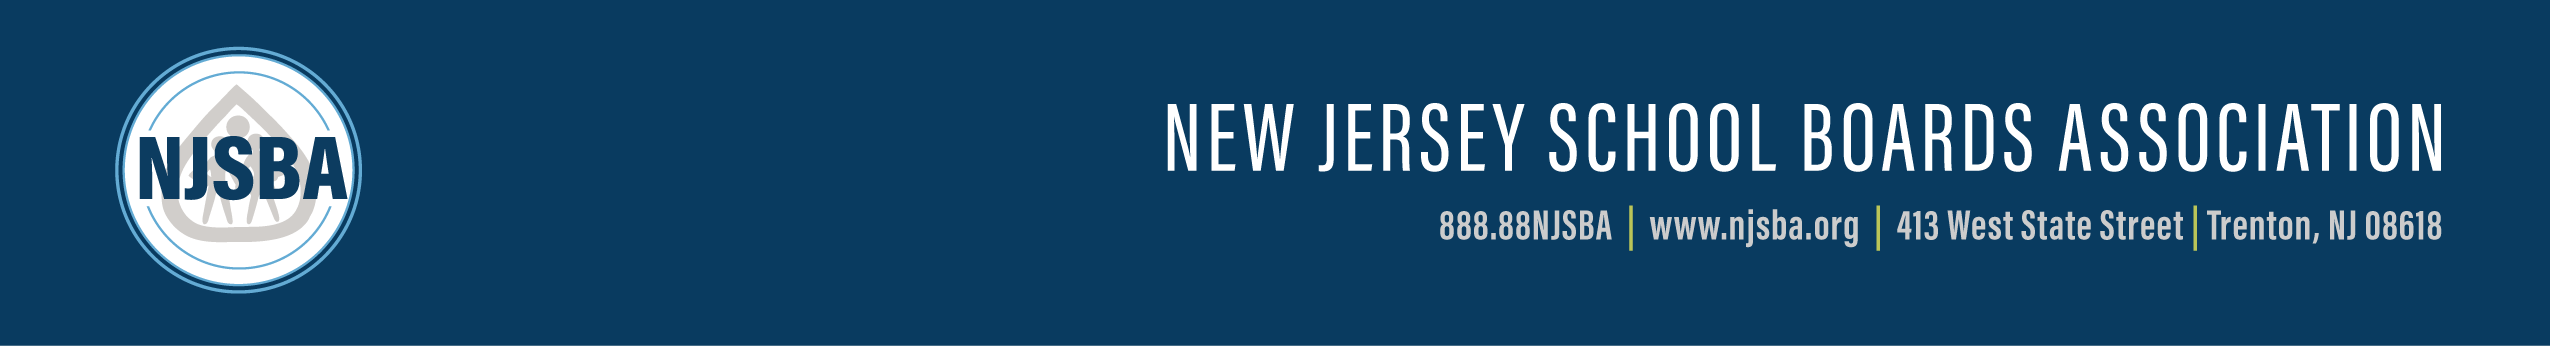 NJSBA
NEW JERSEY SCHOOL BOARDS ASSOCIATION
888.88NJSBA | www.njsba.org | 413 West State Street | Trenton, NJ 08618